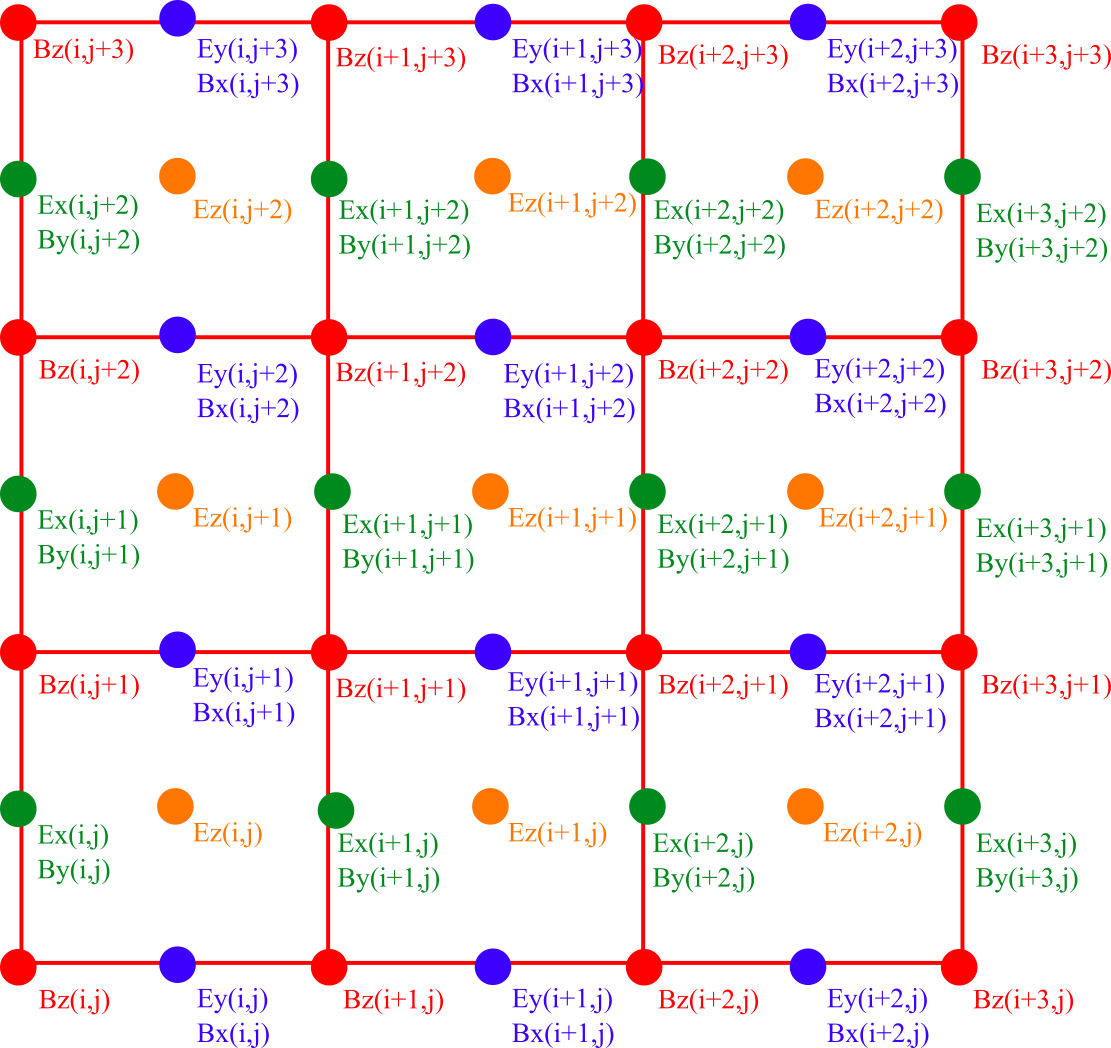 Bz(i,j+3)
Ey(i,j+3)
Bx(i,j+3)
Bz(i+1,j+3)
Ey(i+1,j+3)
Bx(i+1,j+3)
Bz(i+2,j+3)
Ey(i+2,j+3)
Bx(i+2,j+3)
Bz(i+3,j+3)
Ex(i,j+2)
By(i,j+2)
Ez(i,j+2)
Ex(i+1,j+2)
By(i+1,j+2)
Ez(i+1,j+2)
Ex(i+2,j+2)
By(i+2,j+2)
Ez(i+2,j+2)
Ex(i+3,j+2)
By(i+3,j+2)
Bz(i,j+2)
Ey(i,j+2)
Bx(i,j+2)
Bz(i+1,j+2)
Ey(i+1,j+2)
Bx(i+1,j+2)
Bz(i+2,j+2)
Ey(i+2,j+2)
Bx(i+2,j+2)
Bz(i+3,j+2)
Ex(i,j+1)
By(i,j+1)
Ez(i,j+1)
Ex(i+1,j+1)
By(i+1,j+1)
Ez(i+1,j+1)
Ex(i+2,j+1)
By(i+2,j+1)
Ez(i+2,j+1)
Ex(i+3,j+1)
By(i+3,j+1)
Bz(i,j+1)
Ey(i,j+1)
Bx(i,j+1)
Bz(i+1,j+1)
Ey(i+1,j+1)
Bx(i+1,j+1)
Bz(i+2,j+1)
Ey(i+2,j+1)
Bx(i+2,j+1)
Bz(i+3,j+1)
Ex(i,j)
By(i,j)
Ez(i,j)
Ex(i+1,j)
By(i+1,j)
Ez(i+1,j)
Ex(i+2,j)
By(i+2,j)
Ez(i+2,j)
Ex(i+3,j)
By(i+3,j)
Bz(i,j)
Ey(i,j)
Bx(i,j)
Bz(i+1,j)
Ey(i+1,j)
Bx(i+1,j)
Bz(i+2,j)
Ey(i+2,j)
Bx(i+2,j)
Bz(i+3,j)